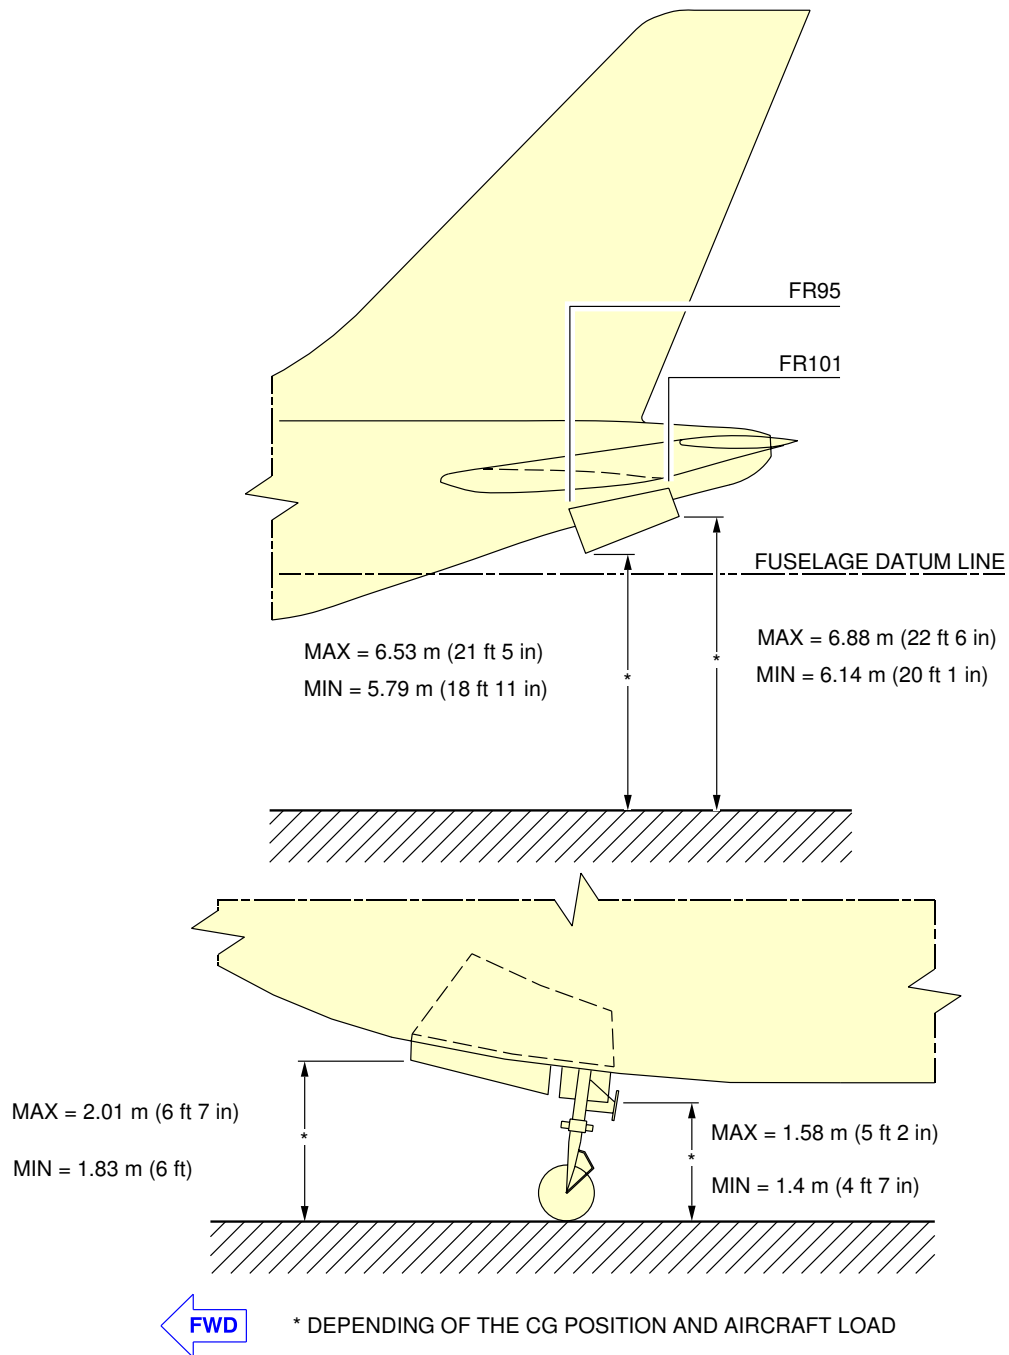 FR95
FR101
FUSELAGE DATUM LINE
MAX = 6.53 m (21 ft 5 in)
MIN = 5.79 m (18 ft 11 in)
*
*
MAX = 6.88 m (22 ft 6 in)
MIN = 6.14 m (20 ft 1 in)
MAX = 2.01 m (6 ft 7 in)
MIN = 1.83 m (6 ft)
*
*
MAX = 1.58 m (5 ft 2 in)
MIN = 1.4 m (4 ft 7 in)
FWD
* DEPENDING OF THE CG POSITION AND AIRCRAFT LOAD